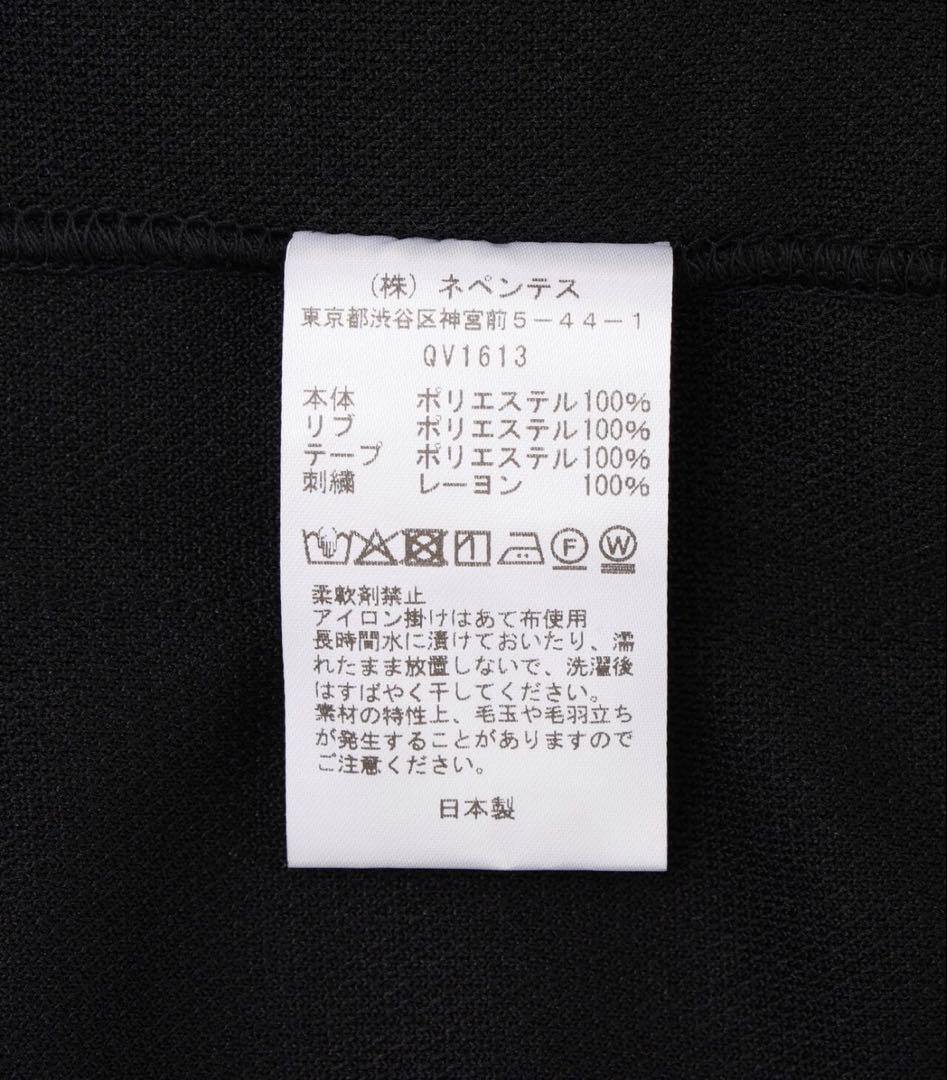 （株）ネペンテス
東京都渋谷区神宮前５－４４－１
QV1613
本体　ポリエステル100%
リブ　ポリエステル100%
テープ　ポリエステル100%
刺繍　レーヨン　100%
F W
柔軟剤禁止
アイロン掛けはあて布使用
長時間水に漬けておいたり、濡
れたまま放置しないで、洗濯後
はすばやく干してください。
素材の特性上、毛玉や毛羽立ち
が発生することがありますので
ご注意ください。
日本製